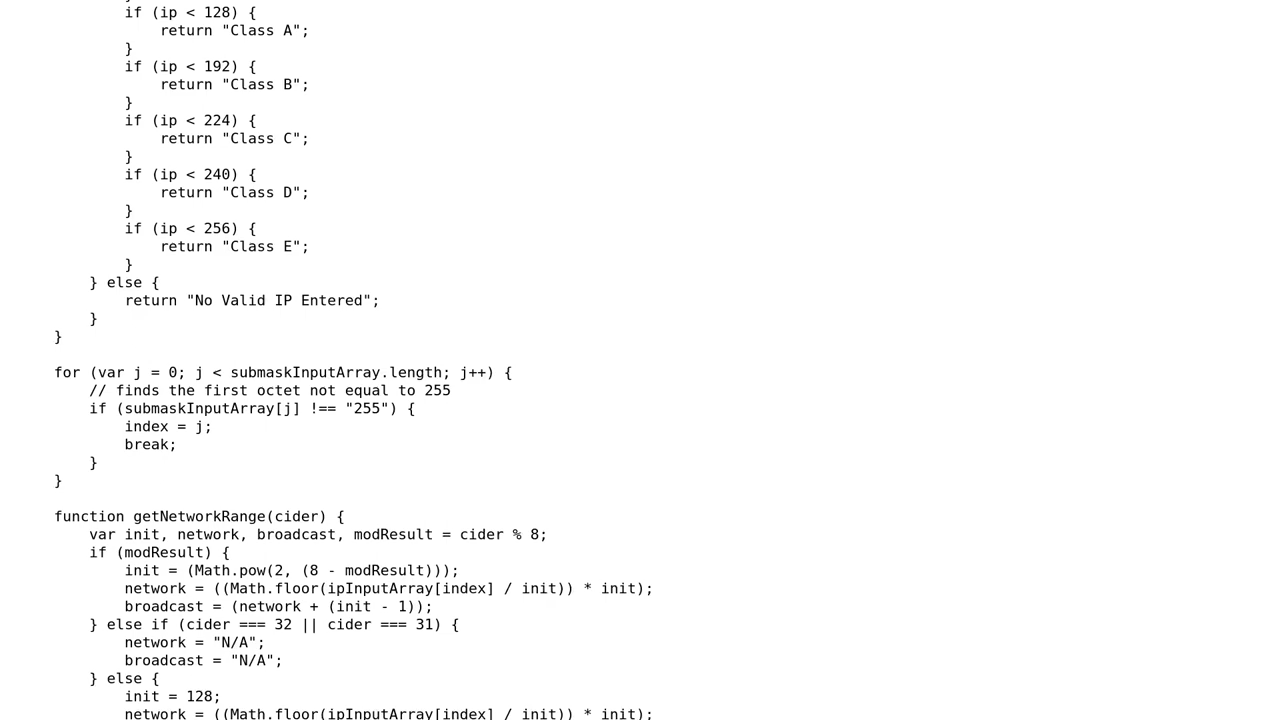 if (ip < 128) {
            return "Class A";
        }
        if (ip < 192) {
            return "Class B";
        }
        if (ip < 224) {
            return "Class C";
        }
        if (ip < 240) {
            return "Class D";
        }
        if (ip < 256) {
            return "Class E";
        }
    } else {
        return "No Valid IP Entered";
    }
}

for (var j = 0; j < submaskInputArray.length; j++) {
    // finds the first octet not equal to 255
    if (submaskInputArray[j] !== "255") {
        index = j;
        break;
    }
}

function getNetworkRange(cider) {
    var init, network, broadcast, modResult = cider % 8;
    if (modResult) {
        init = (Math.pow(2, (8 - modResult)));
        network = ((Math.floor(ipInputArray[index] / init)) * init);
        broadcast = (network + (init - 1));
    } else if (cider === 32 || cider === 31) {
        network = "N/A";
        broadcast = "N/A";
    } else {
        init = 128;
        network = ((Math.floor(ipInputArray[index] / init)) * init);